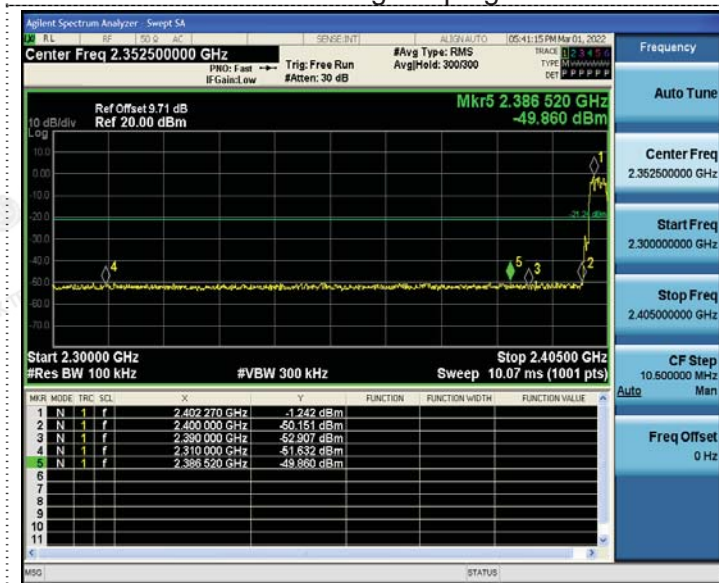 Agilent Spectrum Analyzer - Swept SA
RL RF 50 Ω AC SENSE:INT ALIGN AUTO 05:41:15 PM Mar 01, 2022
Center Freq 2.352500000 GHz
PNO: Fast
IFGain:Low
Trig: Free Run
#Atten: 30 dB
#Avg Type: RMS
Avg|Hold: 300/300
TRACE 1 2 3 4 5 6
TYPE M
DET P P P P P P
Ref Offset 9.71 dB
10 dB/div Ref 20.00 dBm
Log
Mkr5 2.386 520 GHz
-49.860 dBm
10.0
0.00
-10.0
-20.0
-30.0
-40.0
-50.0
-60.0
-70.0
1
4
5
3
2
Start 2.30000 GHz Stop 2.40500 GHz
#Res BW 100 kHz #VBW 300 kHz Sweep 10.07 ms (1001 pts)
MKR MODE TRC SCL X Y FUNCTION FUNCTION WIDTH FUNCTION VALUE
1 N 1 f 2.402 270 GHz -1.242 dBm
2 N 1 f 2.400 000 GHz -50.151 dBm
3 N 1 f 2.390 000 GHz -52.907 dBm
4 N 1 f 2.310 000 GHz -51.632 dBm
5 N 1 f 2.386 520 GHz -49.860 dBm
6
7
8
9
10
11
MSG STATUS
Frequency
Auto Tune
Center Freq
2.352500000 GHz
Start Freq
2.300000000 GHz
Stop Freq
2.405000000 GHz
CF Step
10.500000 MHz
Auto Man
Freq Offset
0 Hz